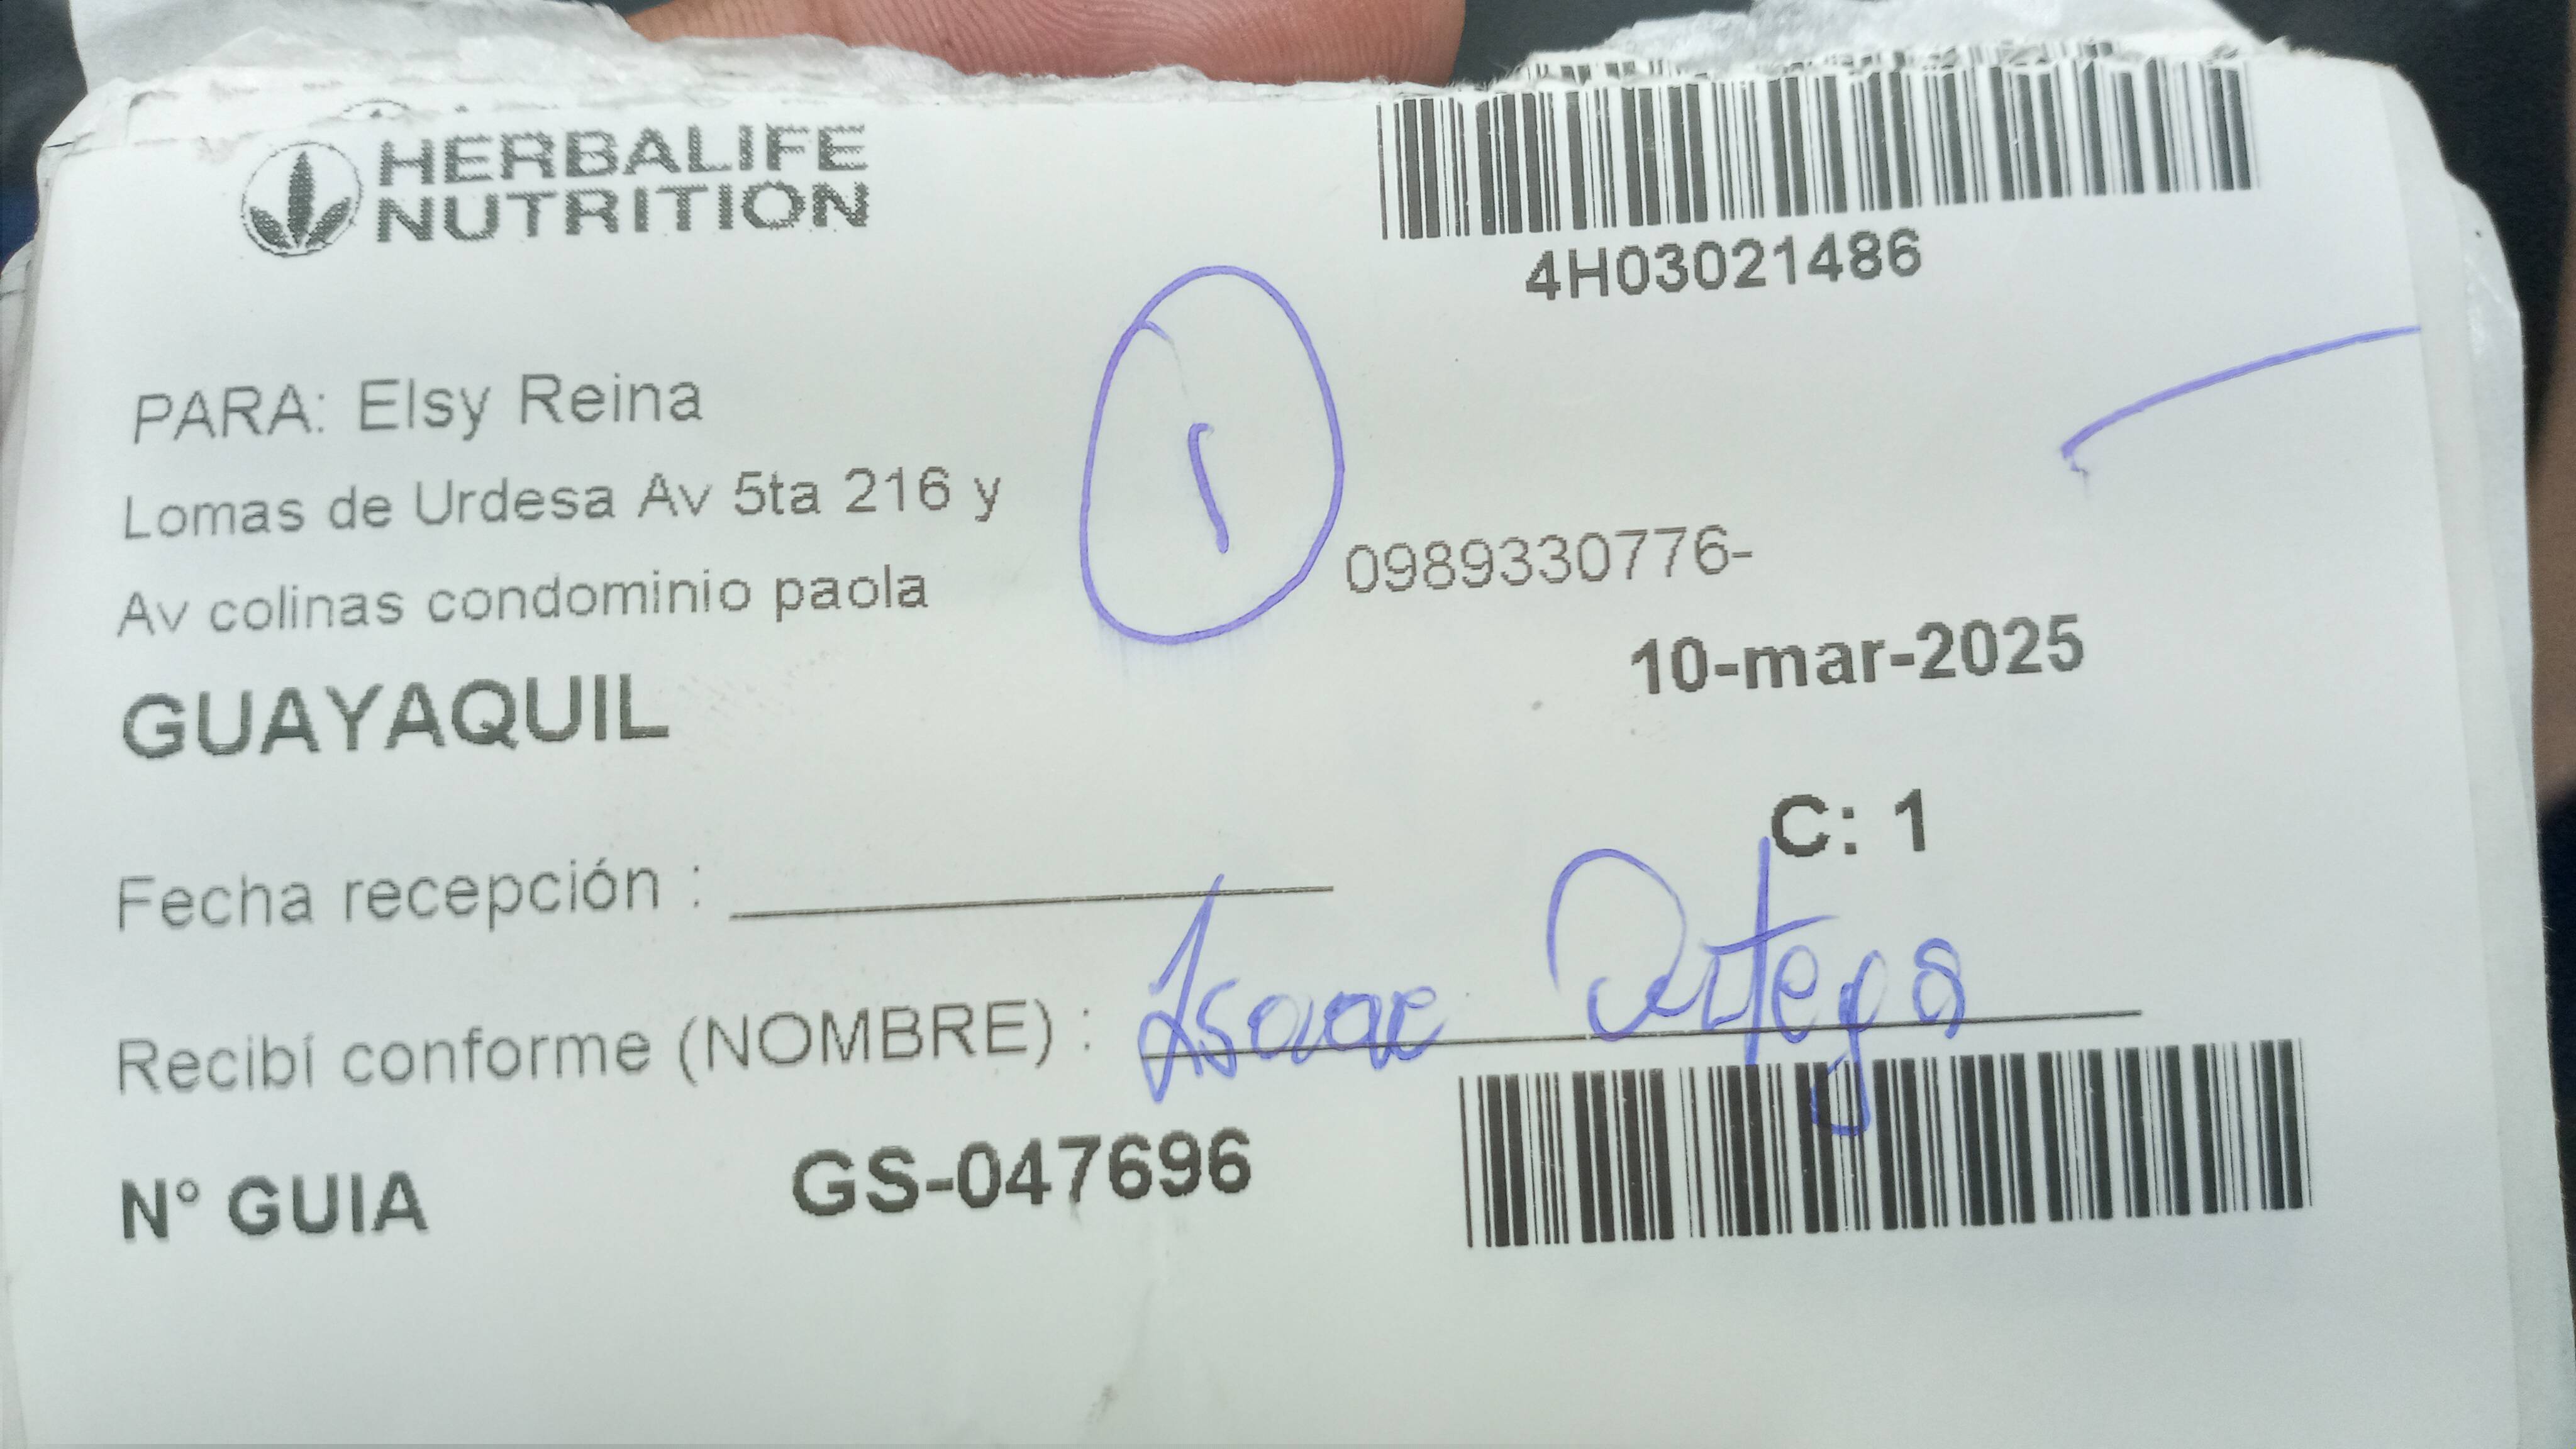 HERBALIFE
NUTRITION
4H03021486
PARA: Elsy Reina
Lomas de Urdesa Av 5ta 216 y
1
Av colinas condominio paola
0989330776-
10-mar-2025
GUAYAQUIL
C: 1
Fecha recepción :
Recibí conforme (NOMBRE) : Isaac Ortega
N° GUIA GS-047696